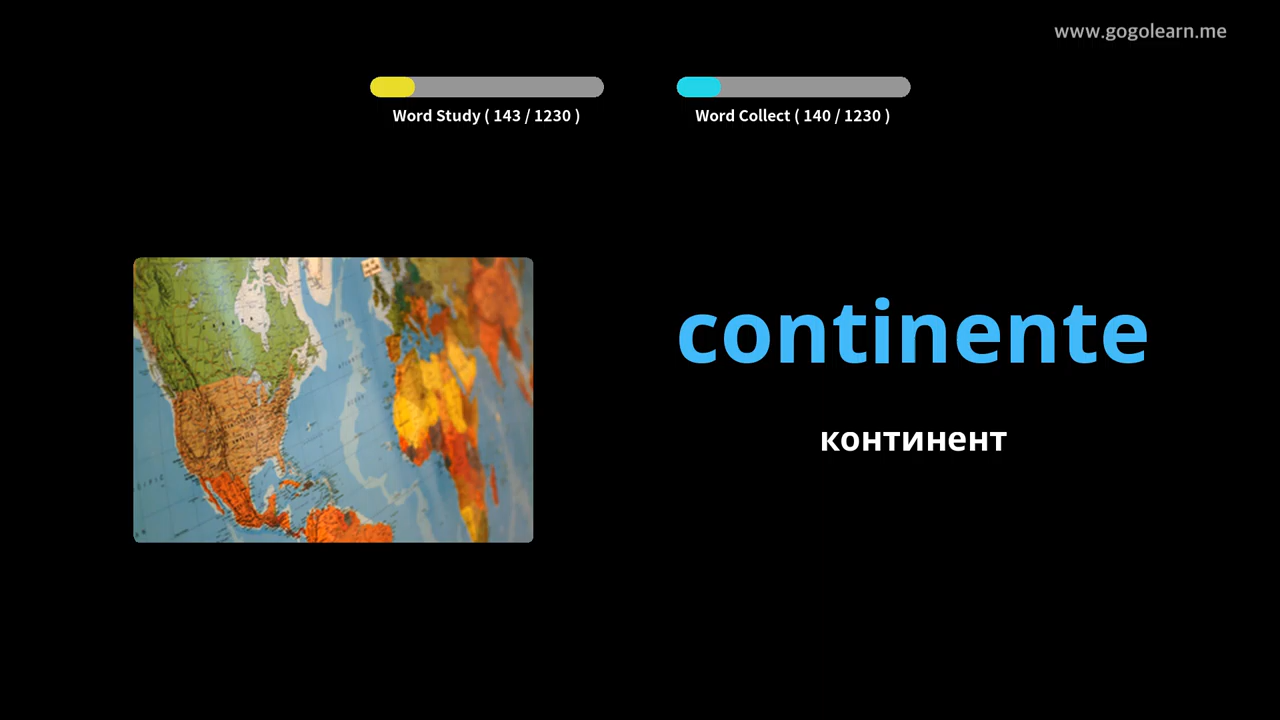 www.gogolearn.me
Word Study ( 143 / 1230 )
Word Collect ( 140 / 1230 )
continente
континент